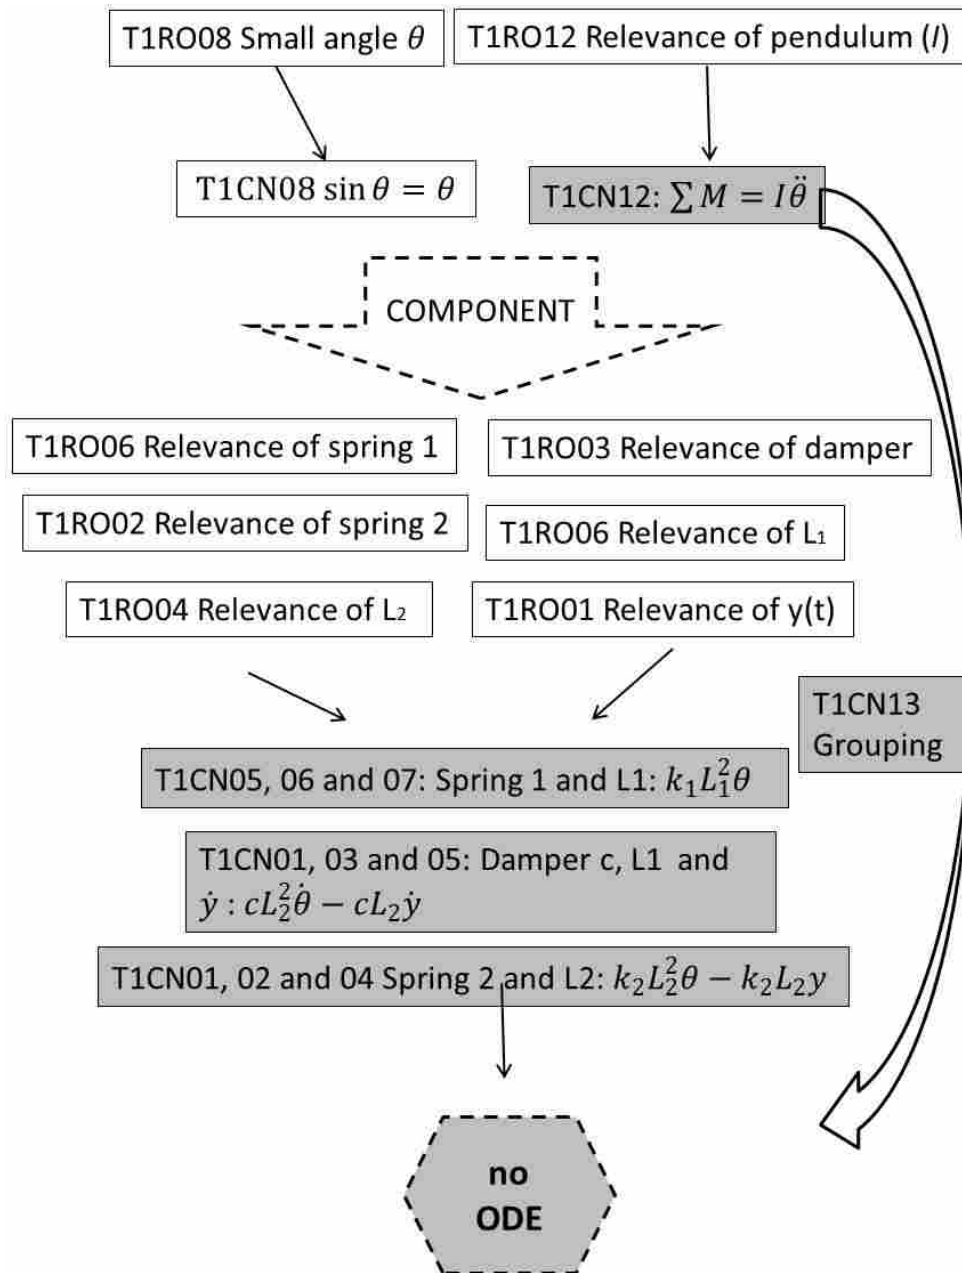 T1RO08 Small angle θ
T1RO12 Relevance of pendulum (I)
T1CN08 sin θ = θ
T1CN12: ∑ M = Iθ̈
COMPONENT
T1RO06 Relevance of spring 1
T1RO03 Relevance of damper
T1RO02 Relevance of spring 2
T1RO06 Relevance of L₁
T1RO04 Relevance of L₂
T1RO01 Relevance of y(t)
T1CN13
Grouping
T1CN05, 06 and 07: Spring 1 and L1: k₁L₁²θ
T1CN01, 03 and 05: Damper c, L1 and
ẏ : cL₂²θ̇ − cL₂ẏ
T1CN01, 02 and 04 Spring 2 and L2: k₂L₂²θ − k₂L₂y
no
ODE